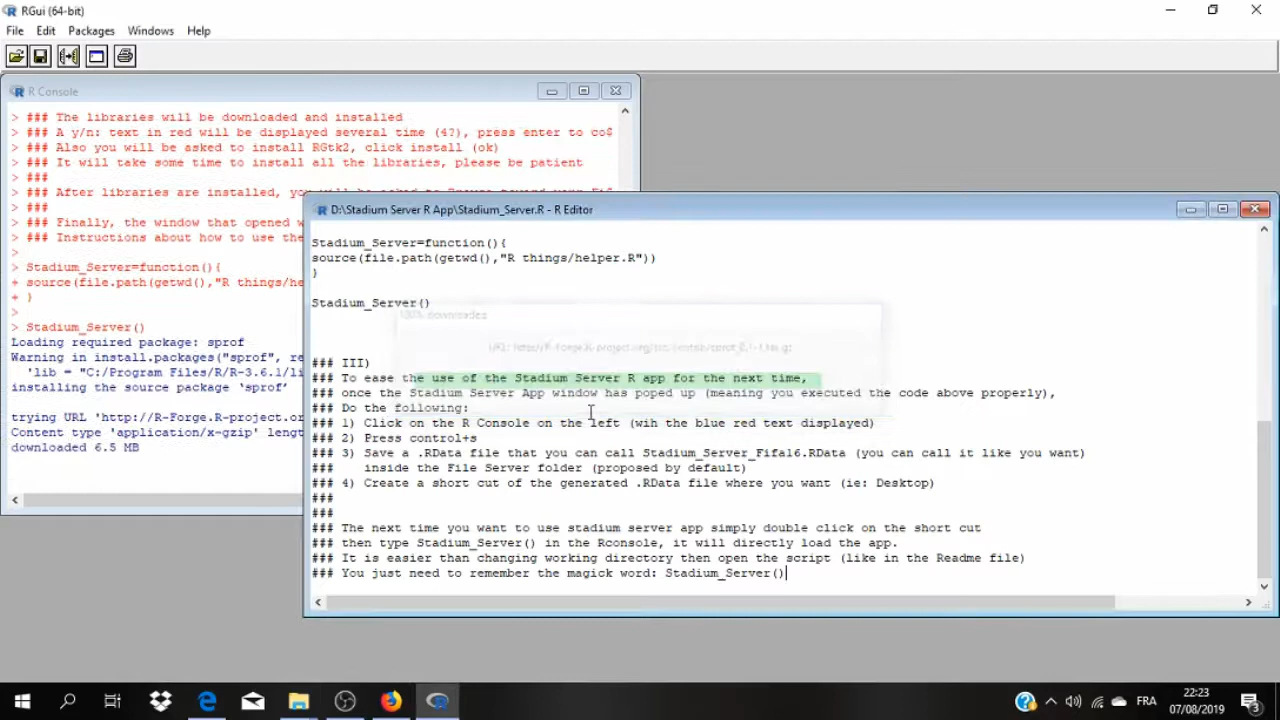 RGui (64-bit)
File Edit Packages Windows Help
R Console
> ### The libraries will be downloaded and installed
> ### A y/n: text in red will be displayed several time (4?), press enter to co$
> ### Also you will be asked to install RGtk2, click install (ok)
> ### It will take some time to install all the libraries, please be patient
> ###
> ### After libraries are installed, you
> ###
> ### Finally, the window that opened w
> ### Instructions about how to use the
>
> Stadium_Server=function(){
+ source(file.path(getwd(),"R things/he
+ }
>
> Stadium_Server()
Loading required package: sprof
Warning in install.packages("sprof", re
'lib = "C:/Program Files/R/R-3.6.1/li
installing the source package ‘sprof’
trying URL 'http://R-Forge.R-project.or
Content type 'application/x-gzip' lengt
downloaded 6.5 MB
D:\Stadium Server R App\Stadium_Server.R - R Editor
Stadium_Server=function(){
source(file.path(getwd(),"R things/helper.R"))
}
Stadium_Server()
100% downloaded
### III)
### To ease the use of the Stadium Server R app for the next time,
### once the Stadium Server App window has poped up (meaning you executed the code above properly),
### Do the following:
### 1) Click on the R Console on the left (wih the blue red text displayed)
### 2) Press control+s
### 3) Save a .RData file that you can call Stadium_Server_Fifa16.RData (you can call it like you want)
### inside the File Server folder (proposed by default)
### 4) Create a short cut of the generated .RData file where you want (ie: Desktop)
###
###
### The next time you want to use stadium server app simply double click on the short cut
### then type Stadium_Server() in the Rconsole, it will directly load the app.
### It is easier than changing working directory then open the script (like in the Readme file)
### You just need to remember the magick word: Stadium_Server()
FRA
22:23
07/08/2019
3